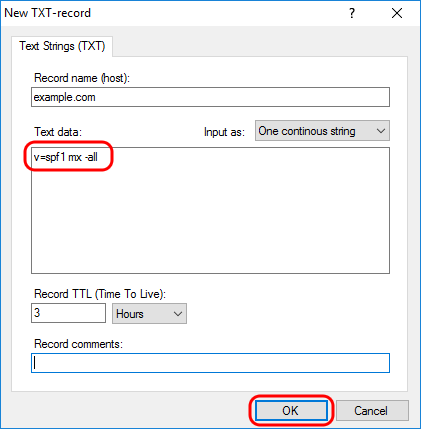 New TXT-record
Text Strings (TXT)
Record name (host):
example.com
Text data:
Input as:
One continous string
v=spf1 mx -all
Record TTL (Time To Live):
3
Hours
Record comments:
OK
Cancel